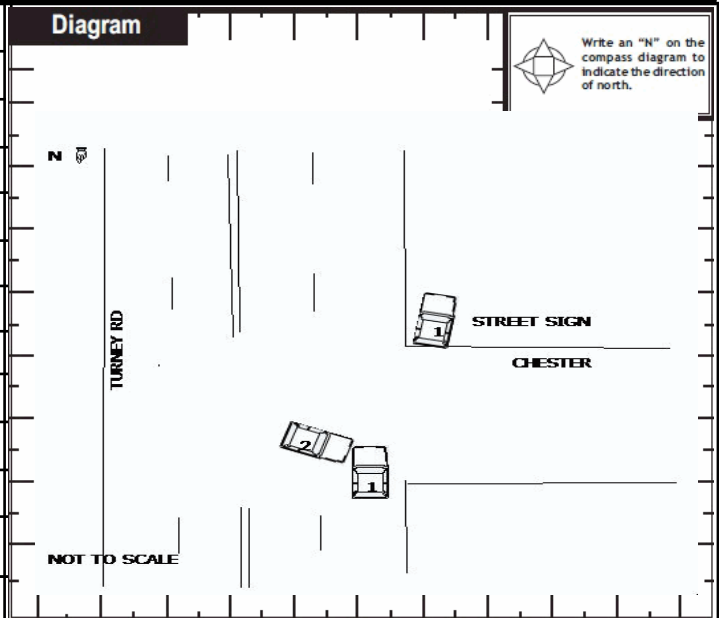 Diagram
Write an "N" on the
compass diagram to
indicate the direction
of north.
N
TURNEY RD
1
STREET SIGN
CHESTER
2
1
NOT TO SCALE